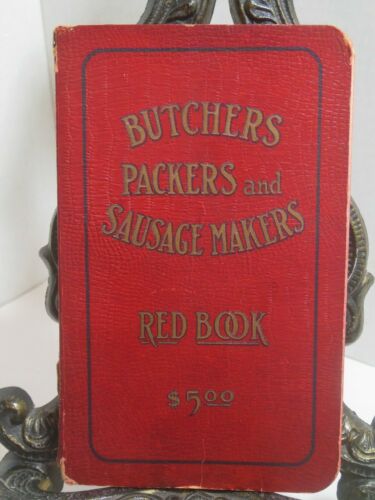 BUTCHERS
PACKERS and
SAUSAGE MAKERS
RED BOOK
$5.00